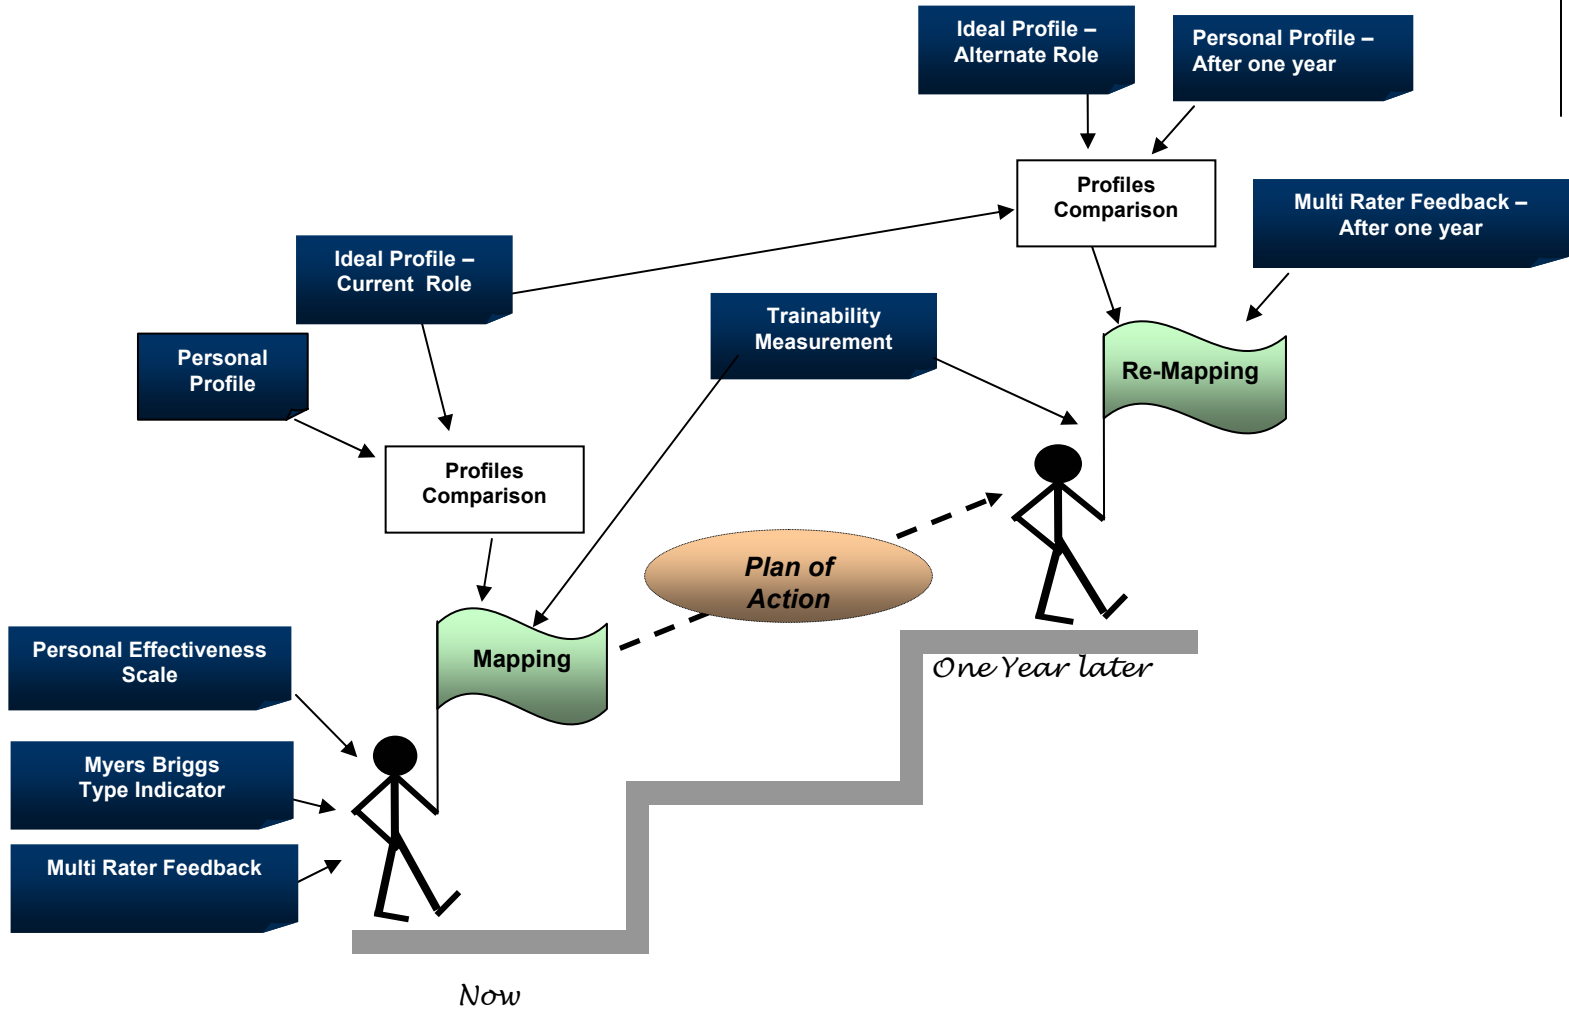 Ideal Profile –
Alternate Role
Personal Profile –
After one year
Profiles
Comparison
Multi Rater Feedback –
After one year
Ideal Profile –
Current Role
Trainability
Measurement
Personal
Profile
Re-Mapping
Profiles
Comparison
Plan of
Action
Personal Effectiveness
Scale
Mapping
One Year later
Myers Briggs
Type Indicator
Multi Rater Feedback
Now